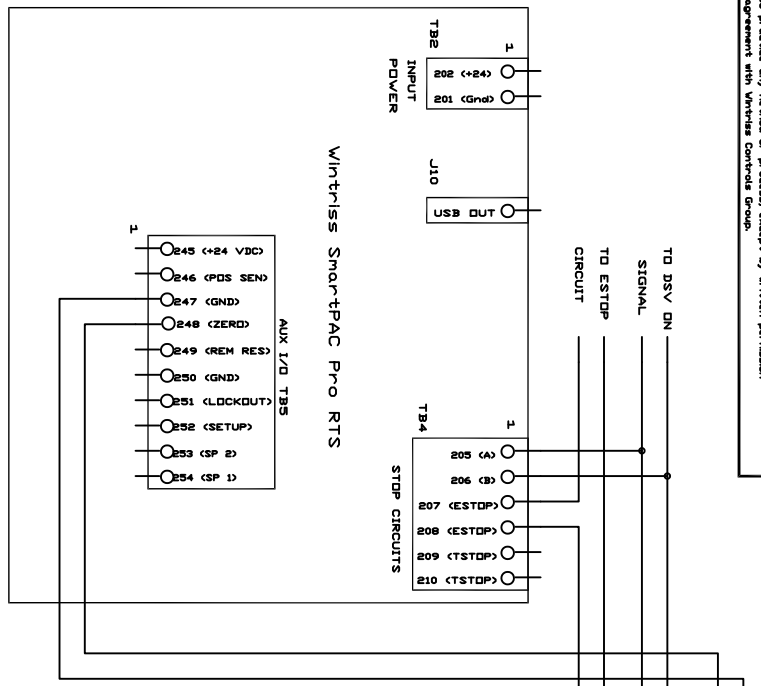 TB2
1
INPUT
POWER
202 (+24)
201 (Gnd)
J10
USB OUT
Wintriss SmartPAC Pro RTS
1
245 (+24 VDC)
246 (POS SEN)
247 (GND)
248 (ZERO)
249 (REM RES)
250 (GND)
251 (LOCKOUT)
252 (SETUP)
253 (SP 2)
254 (SP 1)
AUX I/O TB5
TB4
1
205 (A)
206 (B)
207 (ESTOP)
208 (ESTOP)
209 (TSTOP)
210 (TSTOP)
STOP CIRCUITS
TO DSV ON
SIGNAL
TO ESTOP
CIRCUIT
agreement with Wintriss Controls Group.